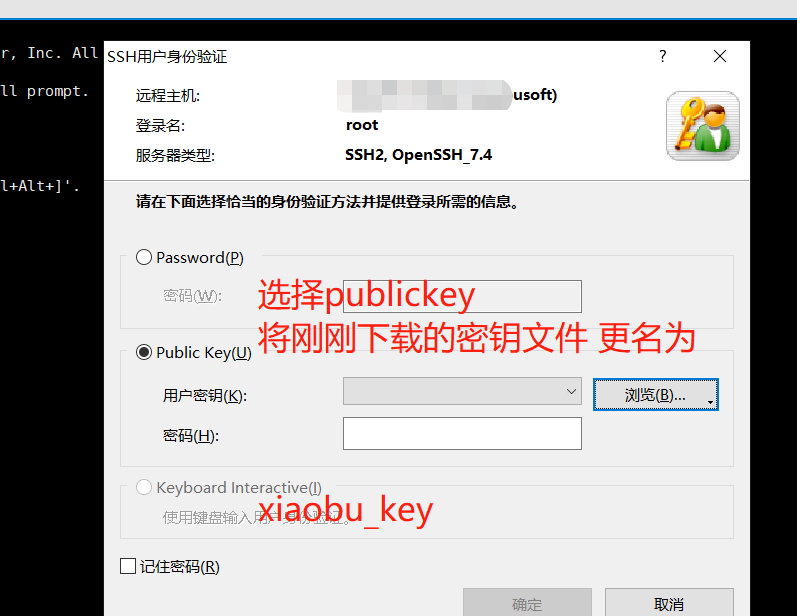 r, Inc. All
SSH用户身份验证
?
ll prompt.
远程主机:
usoft)
登录名:
root
服务器类型:
SSH2, OpenSSH_7.4
l+Alt+]'.
请在下面选择恰当的身份验证方法并提供登录所需的信息。
Password(P)
密码(W):
选择publickey
将刚刚下载的密钥文件 更名为
Public Key(U)
用户密钥(K):
浏览(B)...
密码(H):
Keyboard Interactive(I)
xiaobu_key
使用键盘输入用户身份验证。
记住密码(R)
确定
取消